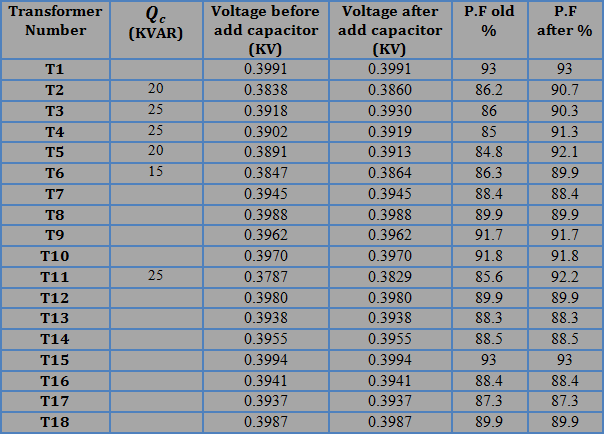 Transformer Number Qc (KVAR) Voltage before add capacitor (KV) Voltage after add capacitor (KV) P.F old % P.F after %
T1 0.3991 0.3991 93 93
T2 20 0.3838 0.3860 86.2 90.7
T3 25 0.3918 0.3930 86 90.3
T4 25 0.3902 0.3919 85 91.3
T5 20 0.3891 0.3913 84.8 92.1
T6 15 0.3847 0.3864 86.3 89.9
T7 0.3945 0.3945 88.4 88.4
T8 0.3988 0.3988 89.9 89.9
T9 0.3962 0.3962 91.7 91.7
T10 0.3970 0.3970 91.8 91.8
T11 25 0.3787 0.3829 85.6 92.2
T12 0.3980 0.3980 89.9 89.9
T13 0.3938 0.3938 88.3 88.3
T14 0.3955 0.3955 88.5 88.5
T15 0.3994 0.3994 93 93
T16 0.3941 0.3941 88.4 88.4
T17 0.3937 0.3937 87.3 87.3
T18 0.3987 0.3987 89.9 89.9